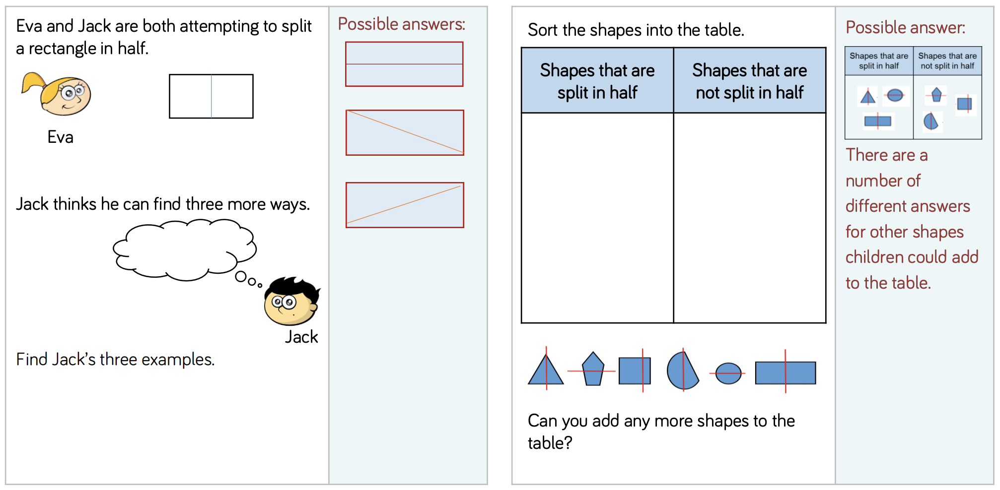 Eva and Jack are both attempting to split
a rectangle in half.
Eva
Jack thinks he can find three more ways.
Jack
Find Jack’s three examples.
Possible answers:
Sort the shapes into the table.
Shapes that are
split in half
Shapes that are
not split in half
Can you add any more shapes to the
table?
Possible answer:
Shapes that are
split in half
Shapes that are
not split in half
There are a
number of
different answers
for other shapes
children could add
to the table.